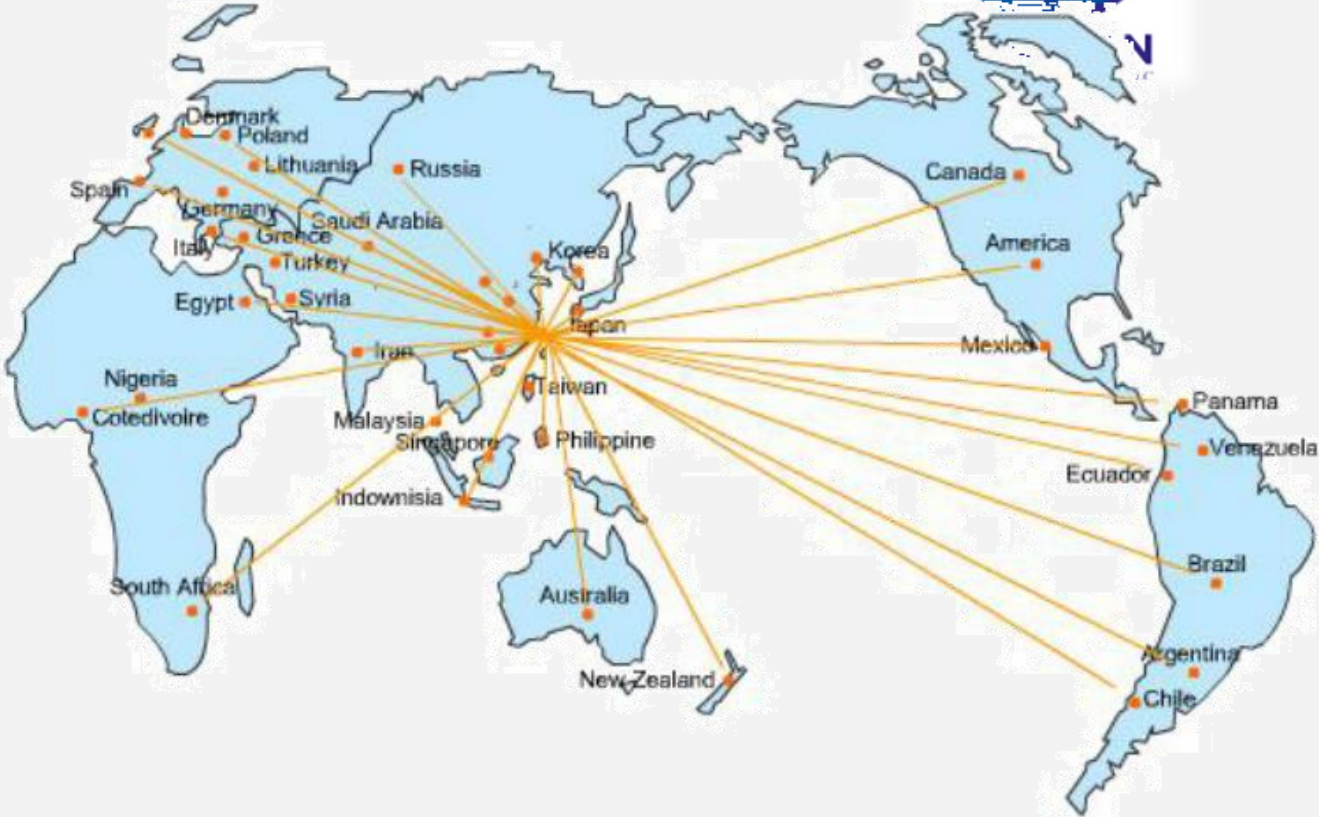 N
Denmark
Poland
Lithuania
Russia
Spain
Germany
Saudi Arabia
Italy
Greece
Turkey
Korea
Egypt
Syria
Japan
Iran
Nigeria
Cotedivoire
Taiwan
Malaysia
Singapore
Philippine
Indownisia
South Africa
Australia
New Zealand
Canada
America
Mexico
Panama
Venezuela
Ecuador
Brazil
Argentina
Chile